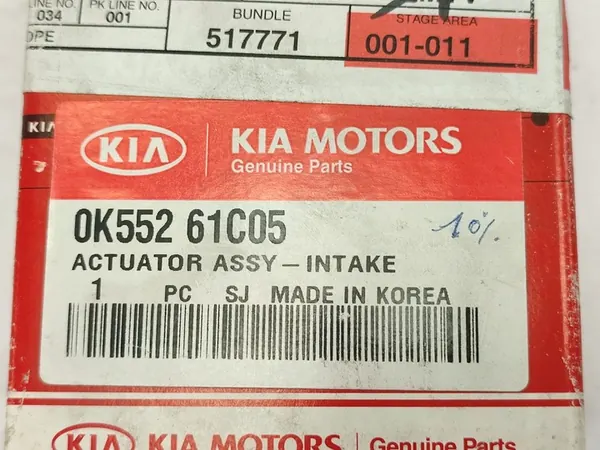 LINE NO. PK LINE NO.
034 001
BUNDLE
517771
STAGE AREA
001-011
KIA
KIA KIA MOTORS
Genuine Parts
0K552 61C05
10%
ACTUATOR ASSY-INTAKE
1 PC SJ MADE IN KOREA
KIA KIA MOTORS Genuine Parts